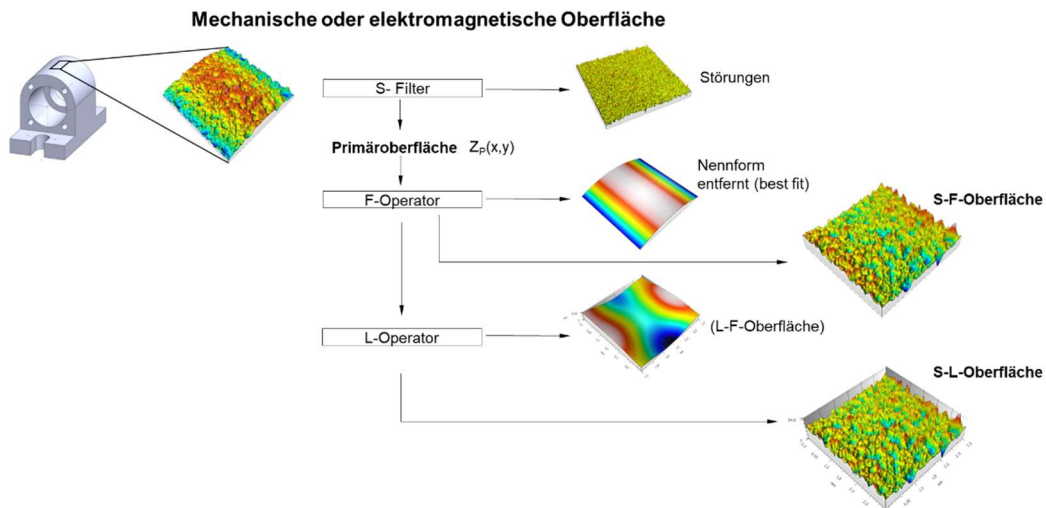 Mechanische oder elektromagnetische Oberfläche
S- Filter
Störungen
Primäroberfläche Z_P(x,y)
Nennform
entfernt (best fit)
F-Operator
S-F-Oberfläche
L-Operator
(L-F-Oberfläche)
S-L-Oberfläche